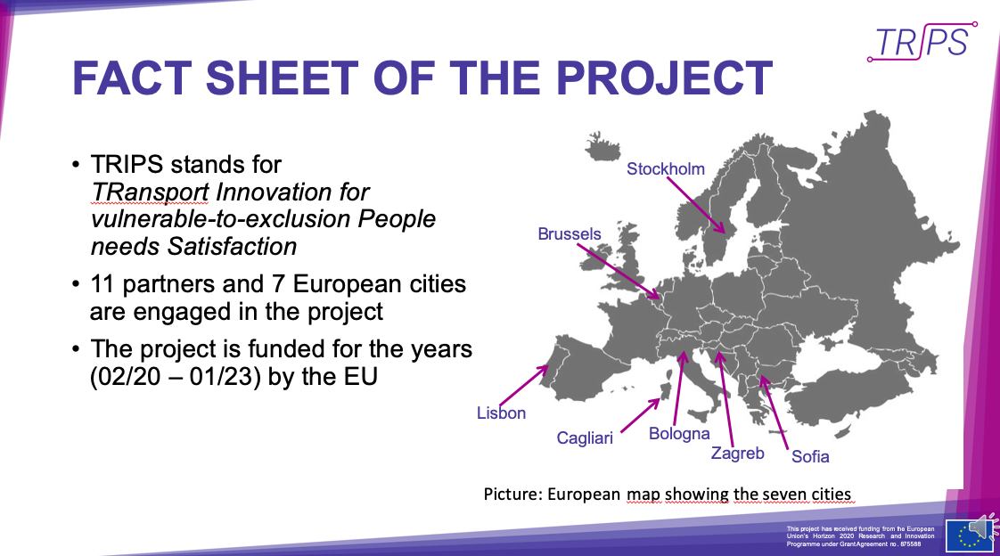 TRIPS
FACT SHEET OF THE PROJECT
• TRIPS stands for
TRansport Innovation for
vulnerable-to-exclusion People
needs Satisfaction
• 11 partners and 7 European cities
are engaged in the project
• The project is funded for the years
(02/20 – 01/23) by the EU
Stockholm
Brussels
Lisbon
Cagliari
Bologna
Zagreb
Sofia
Picture: European map showing the seven cities
This project has received funding from the European
Union's Horizon 2020 Research and Innovation
Programme under Grant Agreement no. 875588